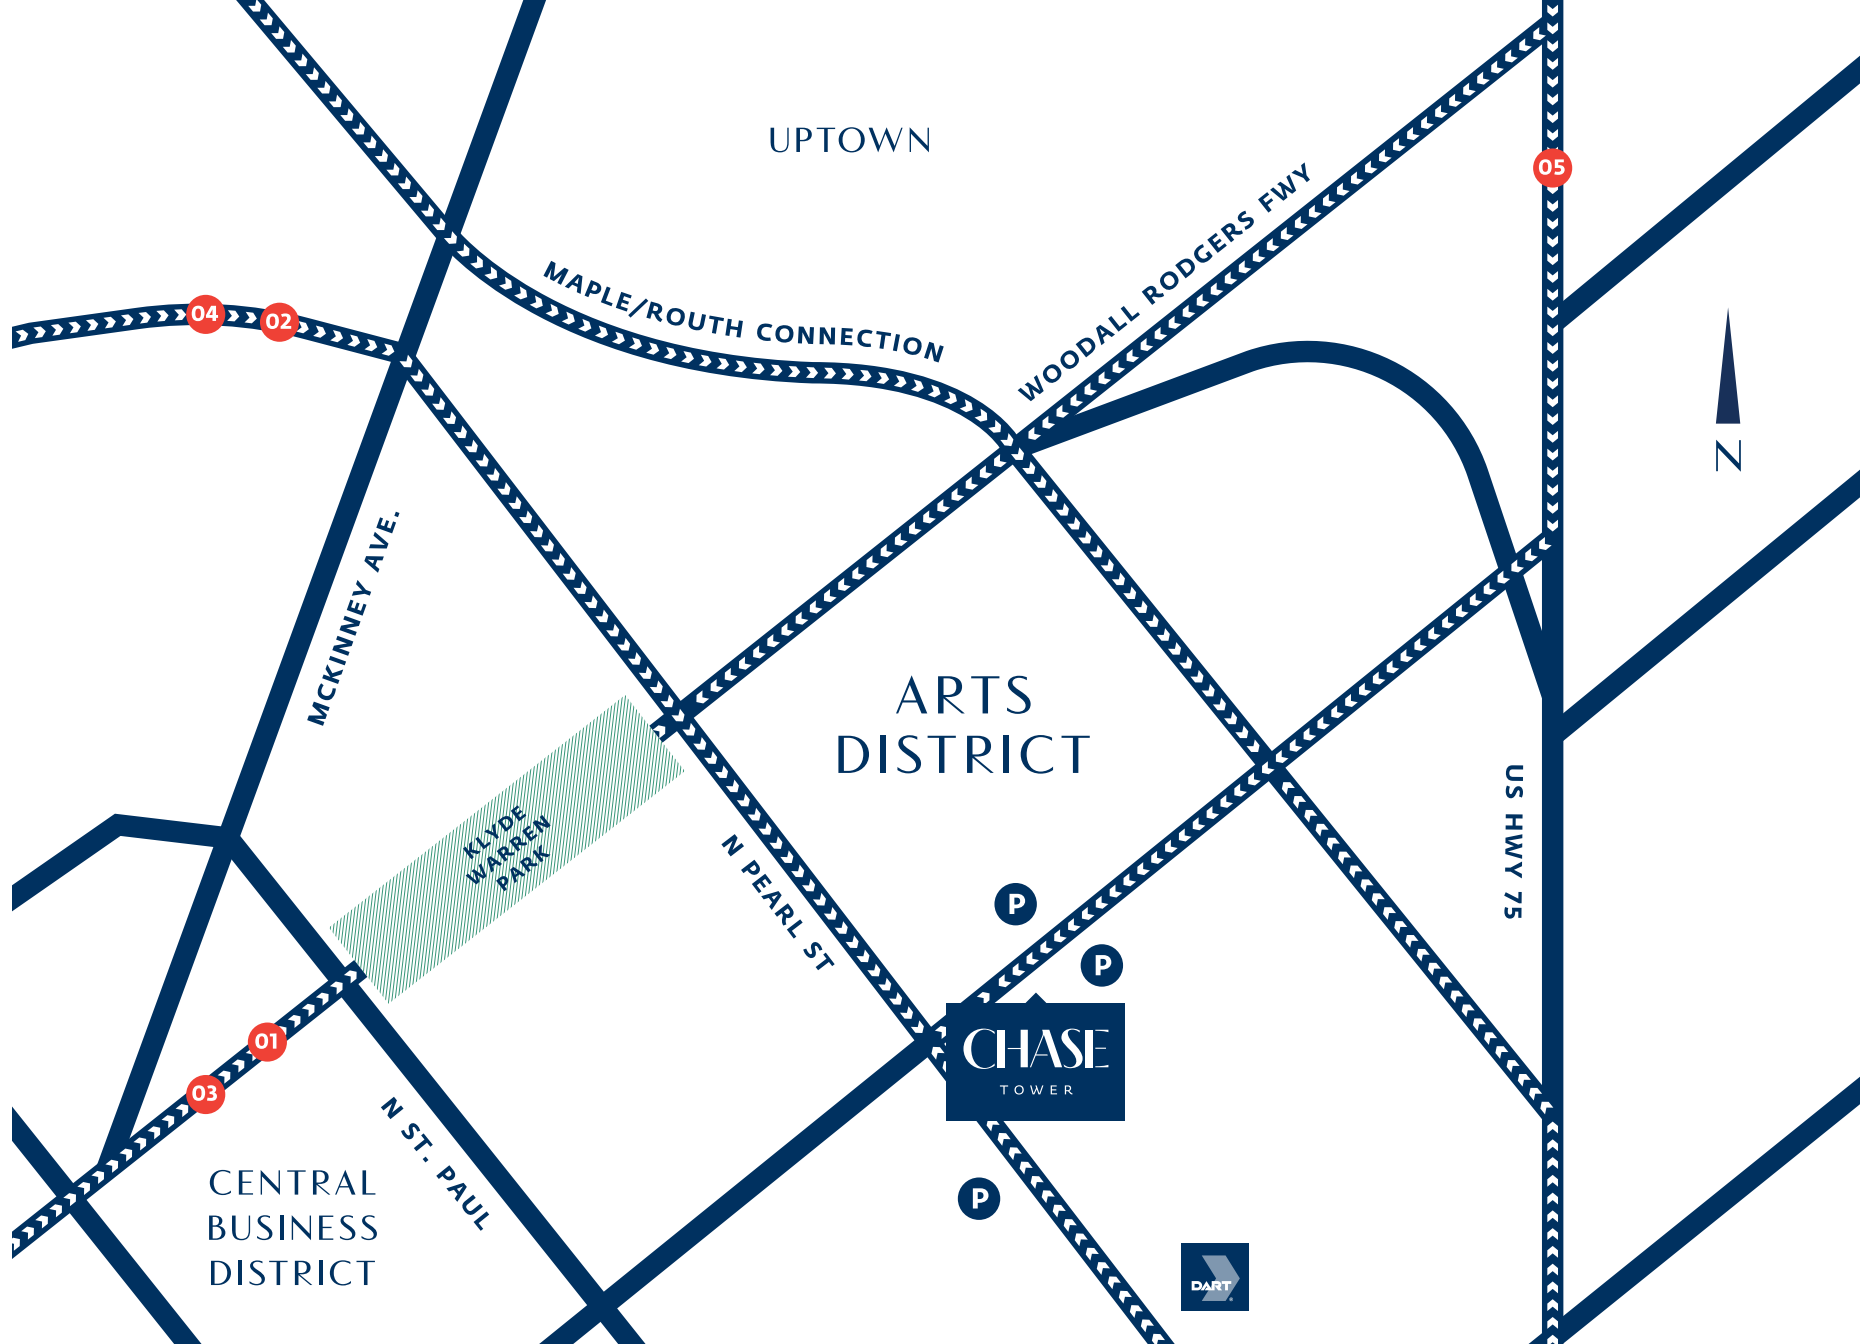 UPTOWN
05
WOODALL RODGERS FWY
MAPLE/ROUTH CONNECTION
04
02
N
MCKINNEY AVE.
ARTS
DISTRICT
US HWY 75
KLYDE
WARREN
PARK
N PEARL ST
P
P
01
03
CHASE
TOWER
N ST. PAUL
CENTRAL
BUSINESS
DISTRICT
P
DART